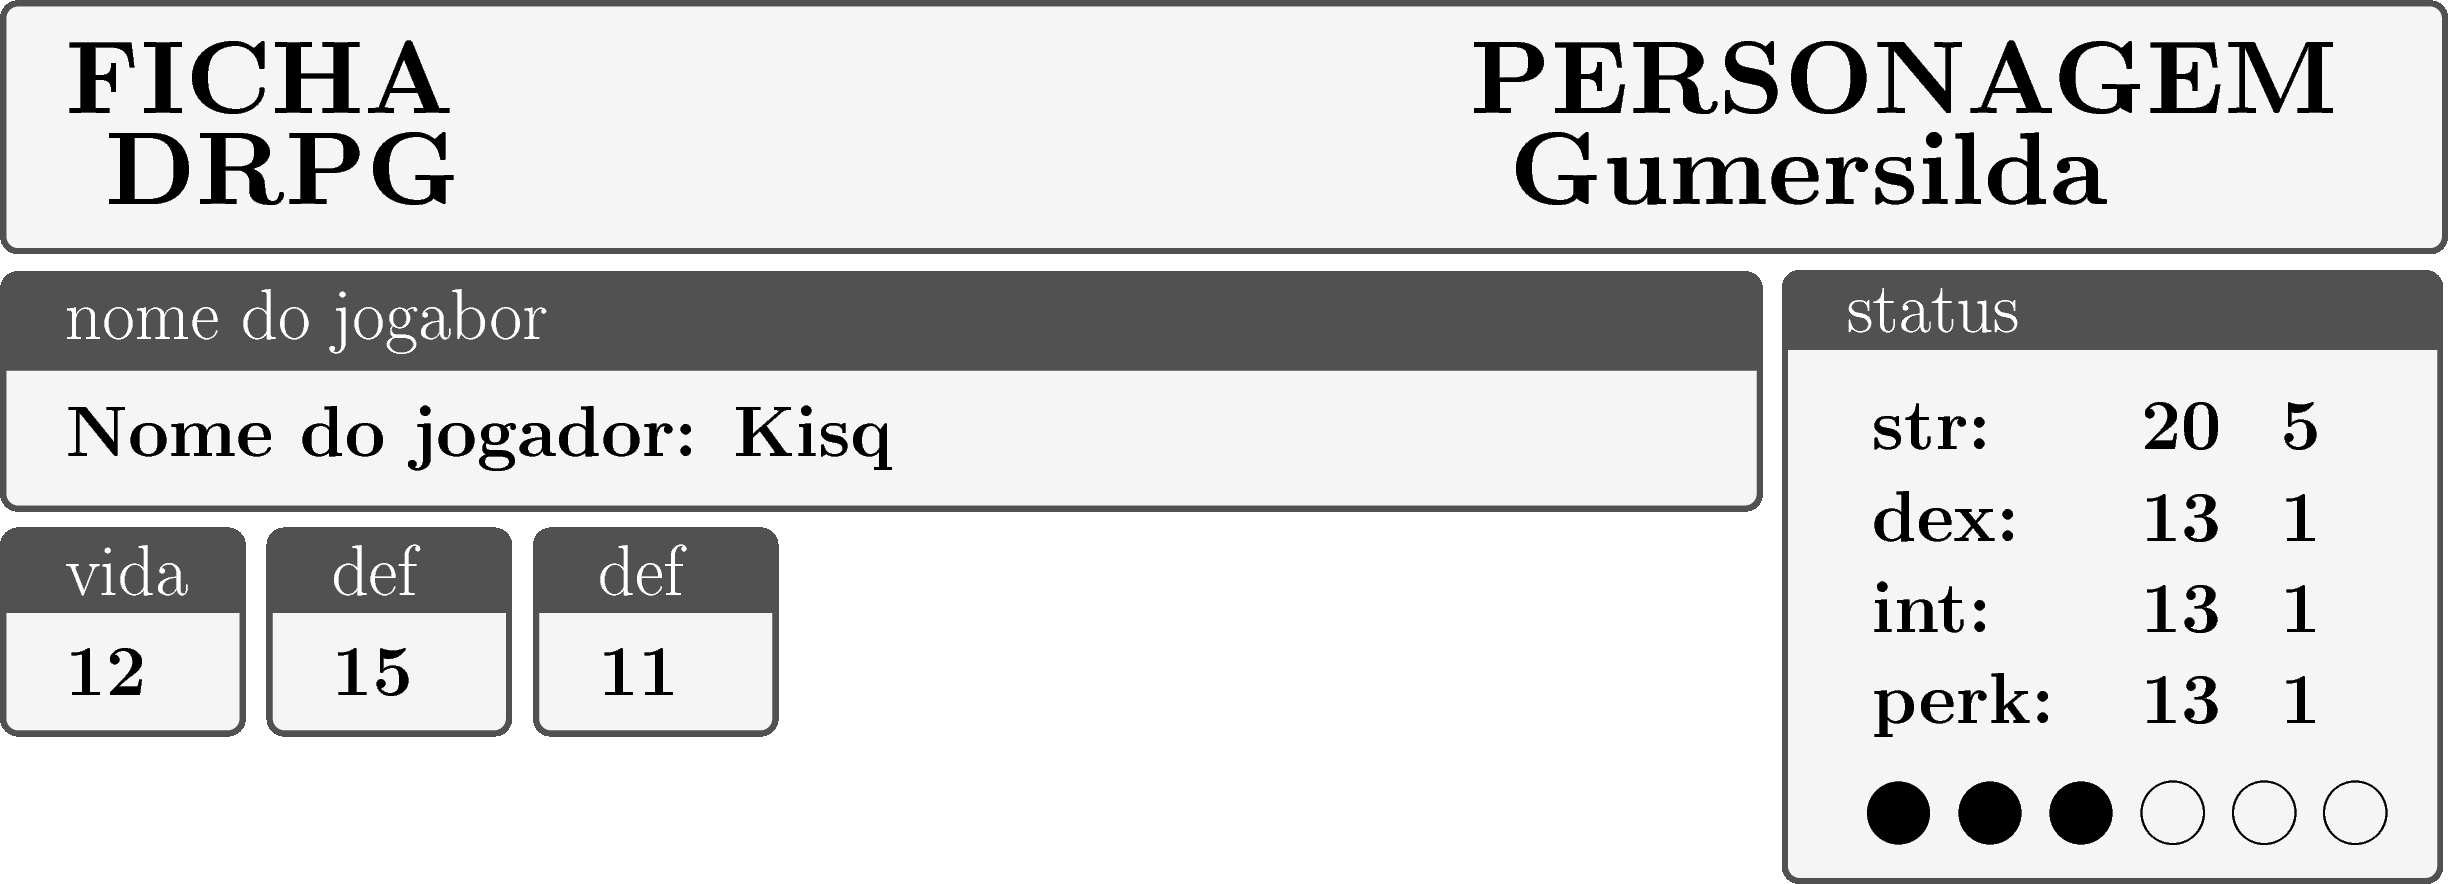 FICHA
DRPG
PERSONAGEM
Gumersilda
nome do jogabor
Nome do jogador: Kisq
vida
12
def
15
def
11
status
str: 20 5
dex: 13 1
int: 13 1
perk: 13 1